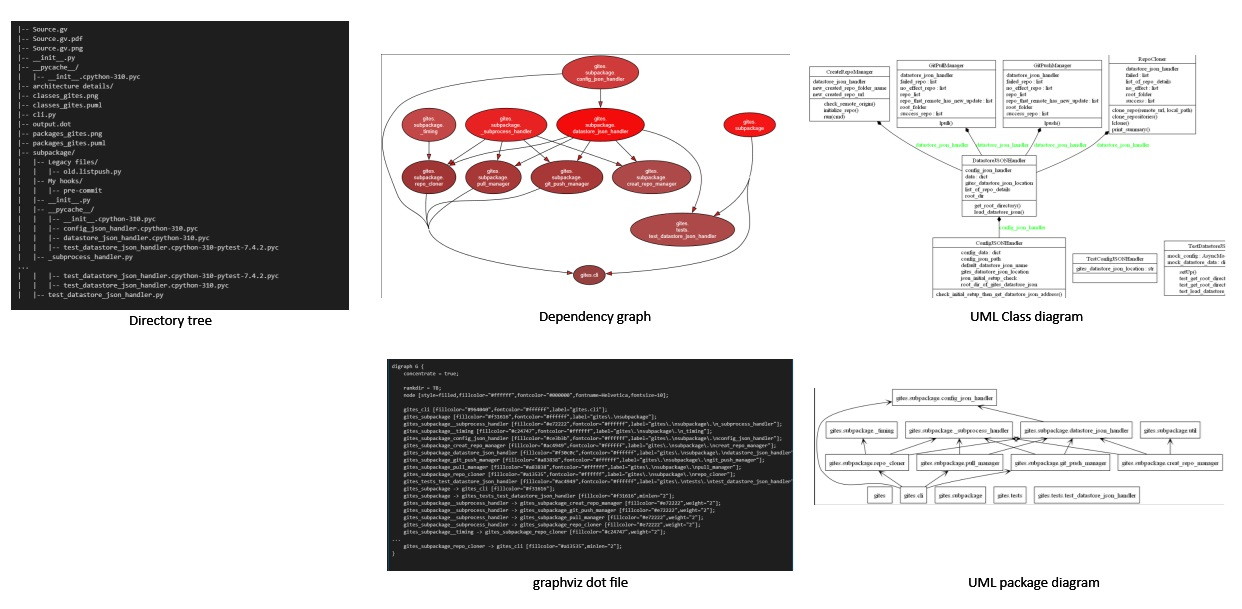 |-- Source.gv
|-- Source.gv.pdf
|-- Source.gv.png
|-- __init__.py
|-- __pycache__/
|   |-- __init__.cpython-310.pyc
|-- architecture details/
|-- classes_gites.png
|-- classes_gites.puml
|-- cli.py
|-- output.dot
|-- packages_gites.png
|-- packages_gites.puml
|-- subpackage/
|   |-- Legacy files/
|   |   |-- old.listpush.py
|   |-- My hooks/
|   |   |-- pre-commit
|   |-- __init__.py
|   |-- __pycache__/
|   |   |-- __init__.cpython-310.pyc
|   |   |-- config_json_handler.cpython-310.pyc
|   |   |-- datastore_json_handler.cpython-310.pyc
|   |   |-- test_datastore_json_handler.cpython-310-pytest-7.4.2.pyc
|   |-- _subprocess_handler.py
...
|   |-- test_datastore_json_handler.cpython-310-pytest-7.4.2.pyc
|   |-- test_datastore_json_handler.cpython-310.pyc
|-- test_datastore_json_handler.py
Directory tree
gites.
subpackage.
config_json_handler
gites.
subpackage.
_timing
gites.
subpackage.
_subprocess_handler
gites.
subpackage.
datastore_json_handler
gites.
subpackage
gites.
subpackage.
repo_cloner
gites.
subpackage.
pull_manager
gites.
subpackage.
git_push_manager
gites.
subpackage.
creat_repo_manager
gites.
tests.
test_datastore_json_handler
gites.cli
Dependency graph
CreateRepoManager
datastore_json_handler
new_created_repo_folder_name
new_created_repo_url
check_remote_origin()
initialize_repo()
run(cmd)
GitPullManager
datastore_json_handler
failed_repo : list
no_effect_repo : list
repo_list
repo_that_remote_has_new_update : list
root_folder
success_repo : list
lpull()
GitPushManager
datastore_json_handler
failed_repo : list
no_effect_repo : list
repo_list
repo_that_remote_has_new_update : list
root_folder
success_repo : list
lpush()
RepoCloner
datastore_json_handler
failed : list
list_of_repo_details
no_effect : list
root_folder
success : list
clone_repo(remote_url, local_path)
clone_repositories()
lclone()
print_summary()
datastore_json_handler
datastore_json_handler
datastore_json_handler
datastore_json_handler
DatastoreJSONHandler
config_json_handler
data : dict
gites_datastore_json_location
list_of_repo_details
root_dir
get_root_directory()
load_datastore_json()
config_json_handler
ConfigJSONHandler
config_data : dict
config_json_path
default_datastore_json_name
gites_datastore_json_location
json_initial_setup_check
root_dir_of_gites_datastore_json
check_initial_setup_then_get_datastore_json_address()
TestConfigJSONHandler
gites_datastore_json_location : str
TestDatastoreJS
mock_config : AsyncMo
mock_datastore_data : di
setUp()
test_get_root_direct
test_get_root_direct
test_load_datastore
UML Class diagram
digraph G {
concentrate = true;
rankdir = TB;
node [style=filled,fillcolor="#ffffff",fontcolor="#000000",fontname=Helvetica,fontsize=10];
gites_cli [fillcolor="#964040",fontcolor="#ffffff",label="gites.cli"];
gites_subpackage [fillcolor="#f31616",fontcolor="#ffffff",label="gites\.\nsubpackage"];
gites_subpackage__subprocess_handler [fillcolor="#e72222",fontcolor="#ffffff",label="gites\.\nsubpackage\.\n_subprocess_handler"];
gites_subpackage__timing [fillcolor="#c24747",fontcolor="#ffffff",label="gites\.\nsubpackage\.\n_timing"];
gites_subpackage_config_json_handler [fillcolor="#ce3b3b",fontcolor="#ffffff",label="gites\.\nsubpackage\.\nconfig_json_handler"];
gites_subpackage_creat_repo_manager [fillcolor="#ac4949",fontcolor="#ffffff",label="gites\.\nsubpackage\.\ncreat_repo_manager"];
gites_subpackage_datastore_json_handler [fillcolor="#f30c0c",fontcolor="#ffffff",label="gites\.\nsubpackage\.\ndatastore_json_handler"
gites_subpackage_git_push_manager [fillcolor="#a83838",fontcolor="#ffffff",label="gites\.\nsubpackage\.\ngit_push_manager"];
gites_subpackage_pull_manager [fillcolor="#a83838",fontcolor="#ffffff",label="gites\.\nsubpackage\.\npull_manager"];
gites_subpackage_repo_cloner [fillcolor="#a13535",fontcolor="#ffffff",label="gites\.\nsubpackage\.\nrepo_cloner"];
gites_tests_test_datastore_json_handler [fillcolor="#ac4949",fontcolor="#ffffff",label="gites\.\ntests\.\ntest_datastore_json_handler
gites_subpackage -> gites_cli [fillcolor="#f31616"];
gites_subpackage -> gites_tests_test_datastore_json_handler [fillcolor="#f31616",minlen="2"];
gites_subpackage__subprocess_handler -> gites_subpackage_creat_repo_manager [fillcolor="#e72222",weight="2"];
gites_subpackage__subprocess_handler -> gites_subpackage_git_push_manager [fillcolor="#e72222",weight="2"];
gites_subpackage__subprocess_handler -> gites_subpackage_pull_manager [fillcolor="#e72222",weight="2"];
gites_subpackage__subprocess_handler -> gites_subpackage_repo_cloner [fillcolor="#e72222",weight="2"];
gites_subpackage__timing -> gites_subpackage_repo_cloner [fillcolor="#c24747",weight="2"];
...
gites_subpackage_repo_cloner -> gites_cli [fillcolor="#a13535",minlen="2"];
}
graphviz dot file
gites.subpackage.config_json_handler
gites.subpackage._timing
gites.subpackage._subprocess_handler
gites.subpackage.datastore_json_handler
gites.subpackage.util
gites.subpackage.repo_cloner
gites.subpackage.pull_manager
gites.subpackage.git_push_manager
gites.subpackage.creat_repo_manager
gites
gites.cli
gites.subpackage
gites.tests
gites.tests.test_datastore_json_handler
UML package diagram